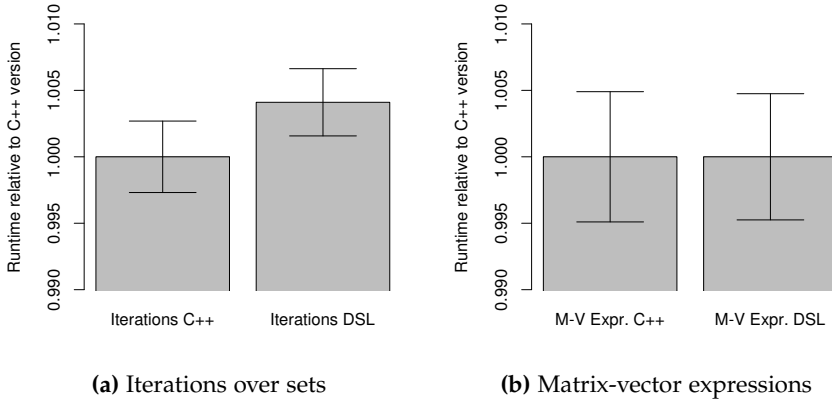 Runtime relative to C++ version
0.990 0.995 1.000 1.005 1.010
Iterations C++ Iterations DSL
(a) Iterations over sets
Runtime relative to C++ version
0.990 0.995 1.000 1.005 1.010
M-V Expr. C++ M-V Expr. DSL
(b) Matrix-vector expressions